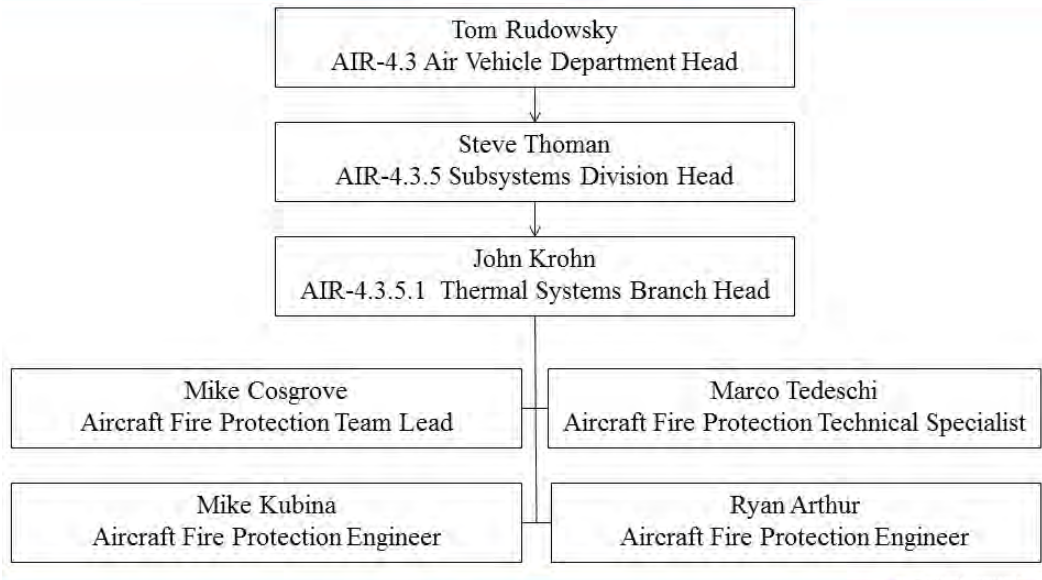 Tom Rudowsky
AIR-4.3 Air Vehicle Department Head
Steve Thoman
AIR-4.3.5 Subsystems Division Head
John Krohn
AIR-4.3.5.1 Thermal Systems Branch Head
Mike Cosgrove
Aircraft Fire Protection Team Lead
Marco Tedeschi
Aircraft Fire Protection Technical Specialist
Mike Kubina
Aircraft Fire Protection Engineer
Ryan Arthur
Aircraft Fire Protection Engineer